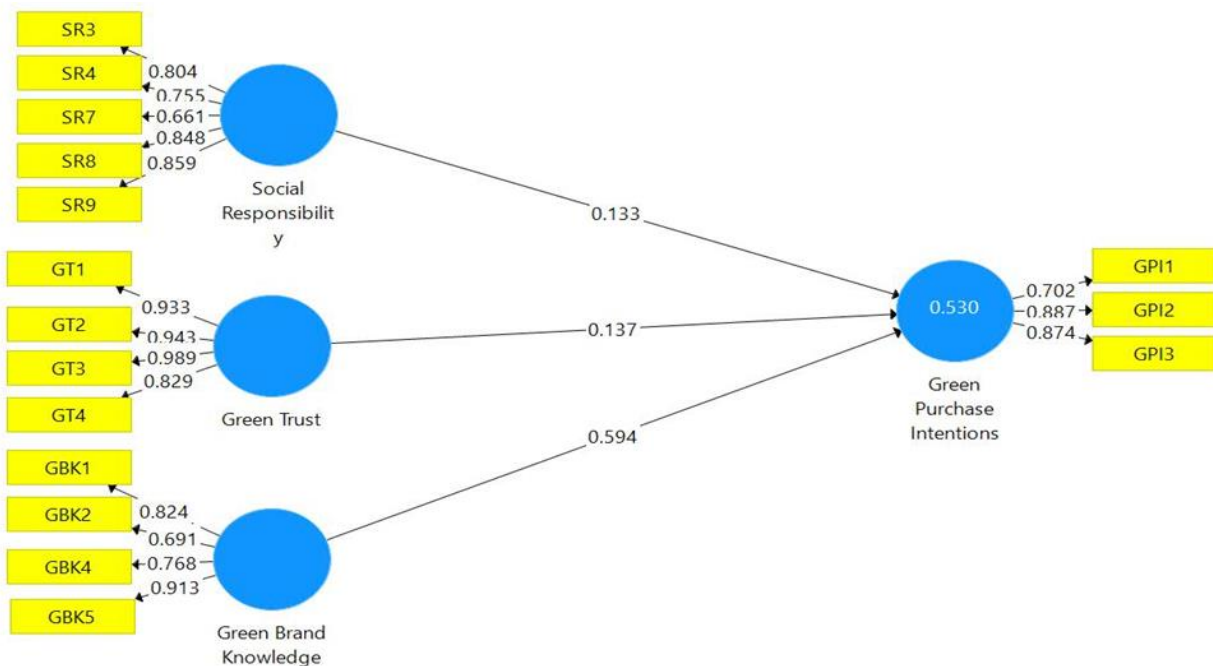 SR3
0.804
SR4
0.755
SR7
0.661
SR8
0.848
0.859
SR9
Social
Responsibilit
y
0.133
GT1
0.933
GT2
0.943
GT3
0.989
0.829
GT4
Green Trust
0.137
GBK1
0.824
GBK2
0.691
GBK4
0.768
0.913
GBK5
Green Brand
Knowledge
0.594
0.530
Green
Purchase
Intentions
GPI1
0.702
GPI2
0.887
0.874
GPI3